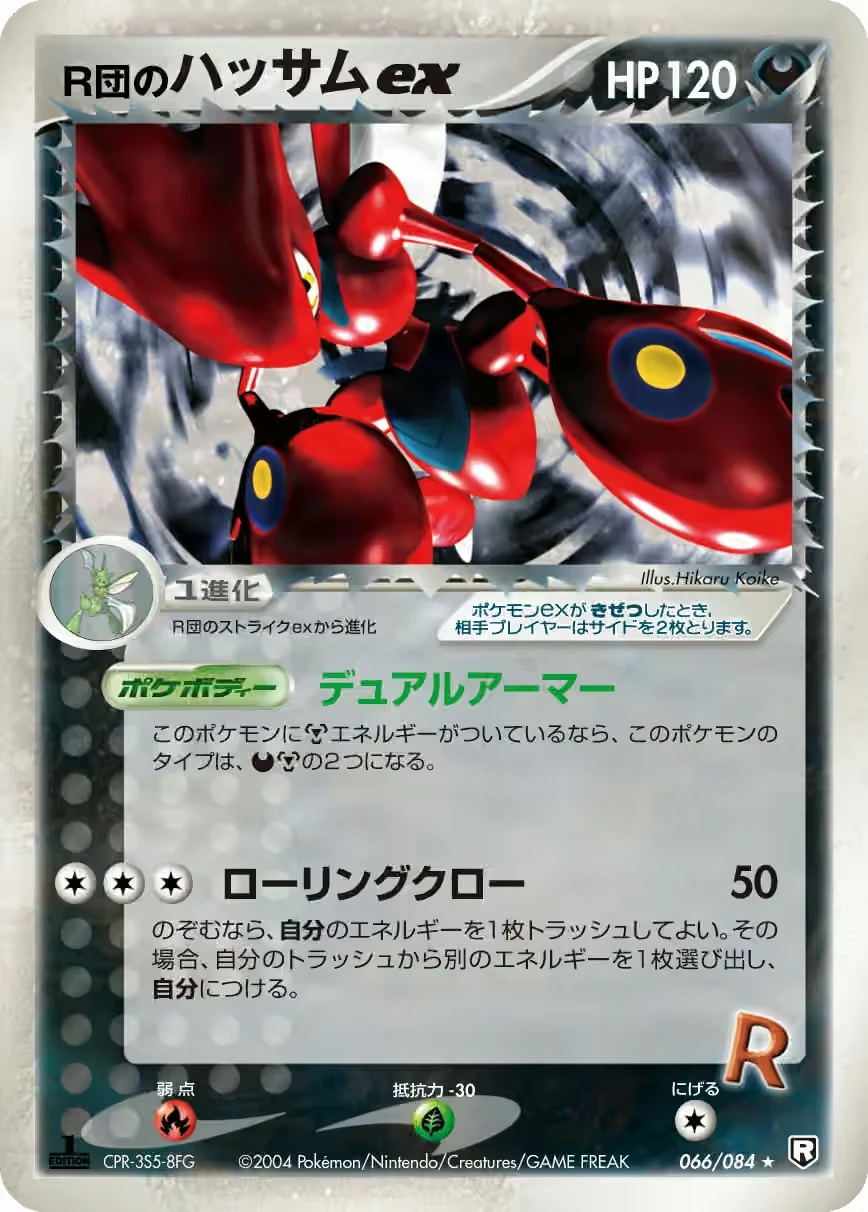 R団のハッサムex HP120
Illus.Hikaru Koike
1進化
R団のストライクexから進化
ポケモンexが きぜつしたとき、
相手プレイヤーはサイドを2枚とります。
ポケボディー デュアルアーマー
このポケモンにエネルギーがついているなら、このポケモンの
タイプは、の2つになる。
ローリングクロー 50
のぞむなら、自分のエネルギーを1枚トラッシュしてよい。その
場合、自分のトラッシュから別のエネルギーを1枚選び出し、
自分につける。
R
弱点 抵抗力 -30 にげる
1 EDITION CPR-3S5-8FG ©2004 Pokémon/Nintendo/Creatures/GAME FREAK 066/084 ★ R